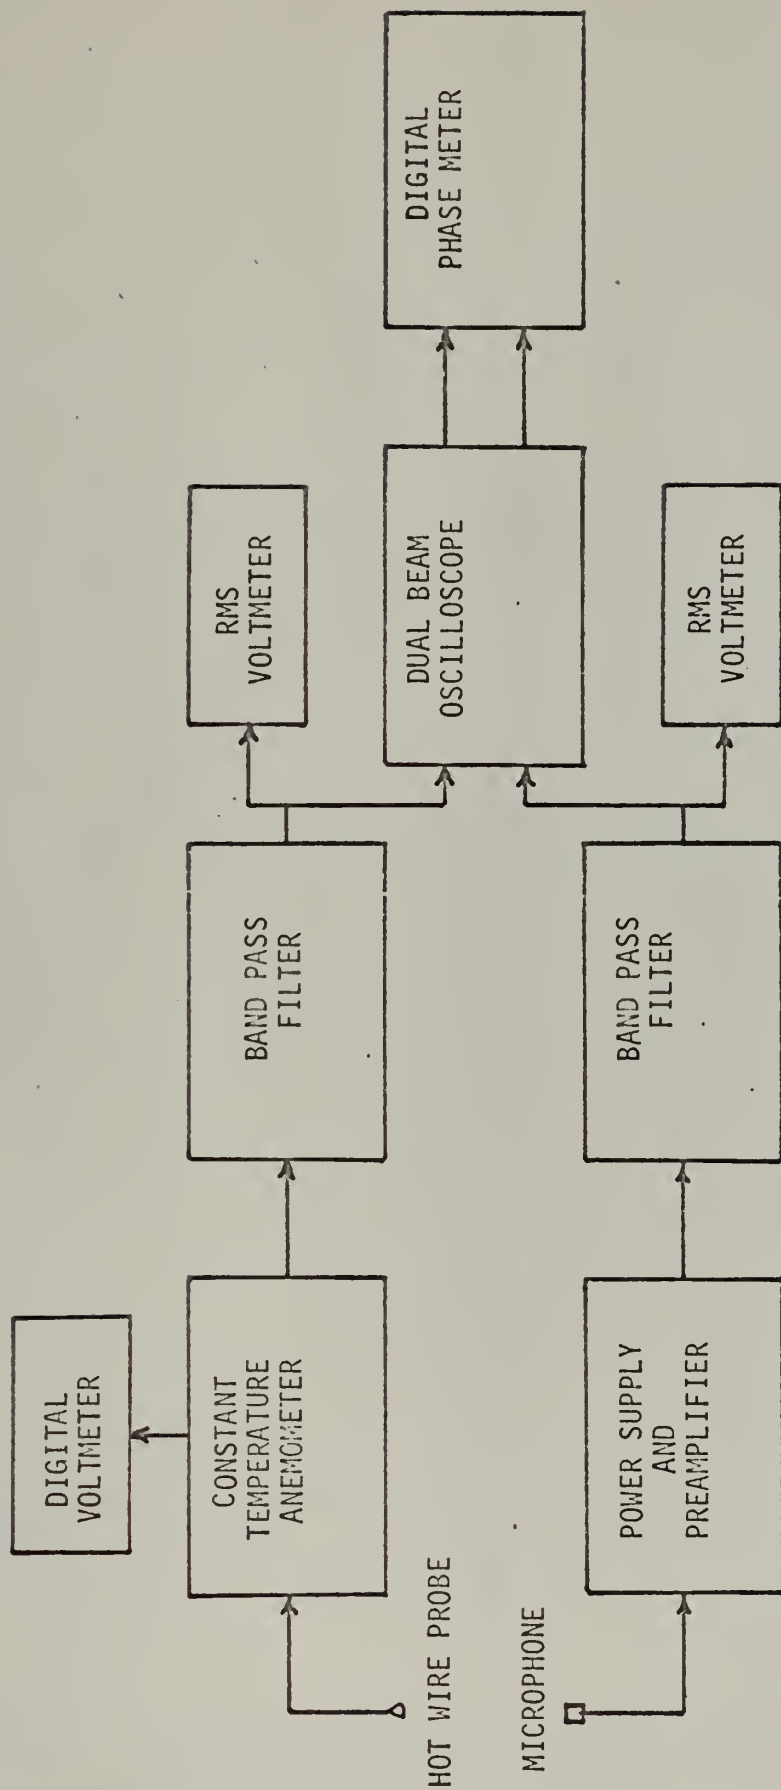 DIGITAL
VOLTMETER
CONSTANT
TEMPERATURE
ANEMOMETER
HOT WIRE PROBE
BAND PASS
FILTER
RMS
VOLTMETER
DUAL BEAM
OSCILLOSCOPE
DIGITAL
PHASE METER
MICROPHONE
POWER SUPPLY
AND
PREAMPLIFIER
BAND PASS
FILTER
RMS
VOLTMETER